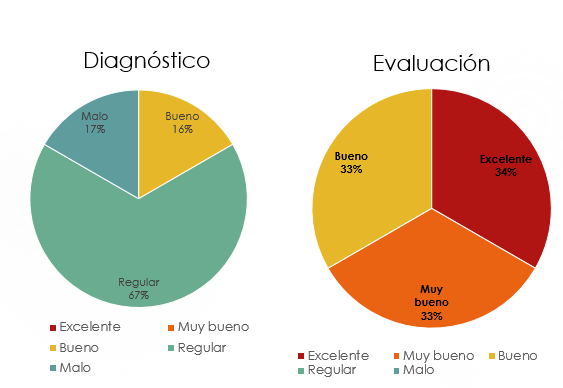 Diagnóstico
Malo
17%
Bueno
16%
Regular
67%
Excelente
Muy bueno
Bueno
Regular
Malo
Evaluación
Bueno
33%
Excelente
34%
Muy
bueno
33%
Excelente
Muy bueno
Bueno
Regular
Malo